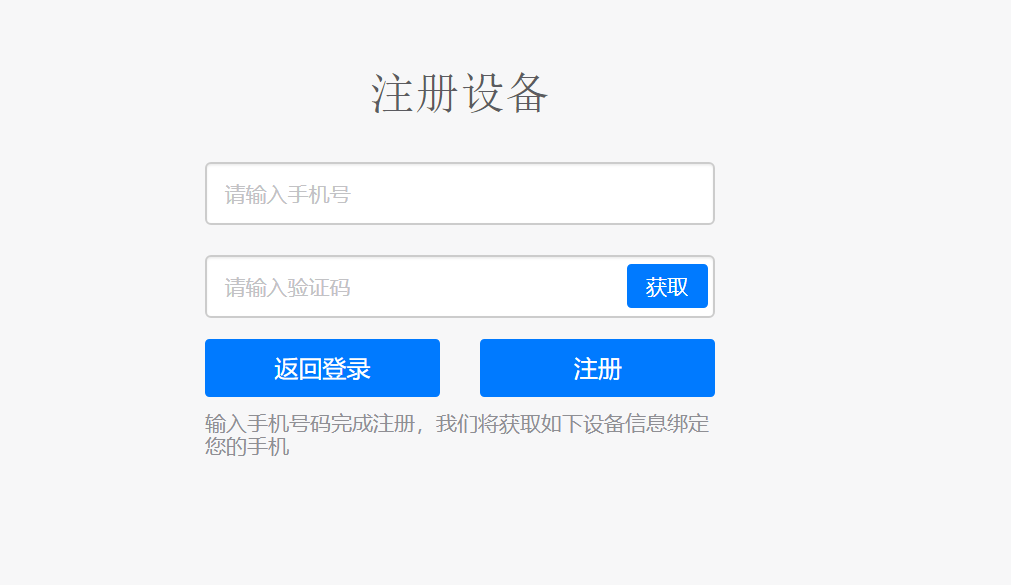 注册设备
请输入手机号
请输入验证码
获取
返回登录
注册
输入手机号码完成注册，我们将获取如下设备信息绑定
您的手机